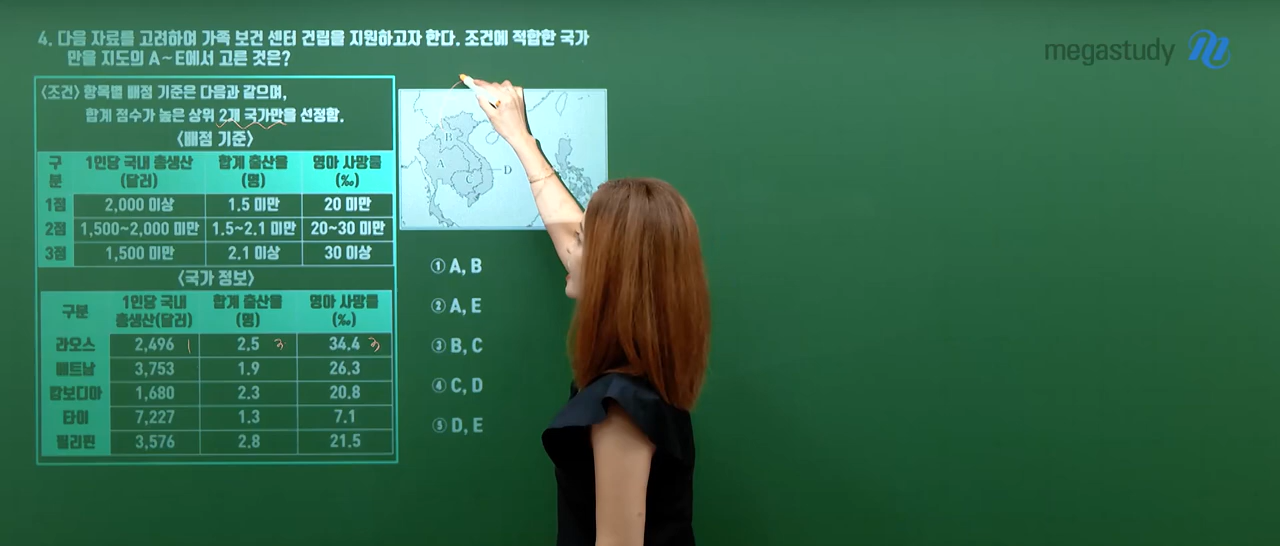 4. 다음 자료를 고려하여 가족 보건 센터 건립을 지원하고자 한다. 조건에 적합한 국가
만을 지도의 A~E에서 고른 것은?
megastudy
<조건> 항목별 배점 기준은 다음과 같으며,
합계 점수가 높은 상위 2개 국가만을 선정함.
<배점 기준>
구분 1인당 국내 총생산(달러) 합계 출산율(명) 영아 사망률(‰)
1점 2,000 이상 1.5 미만 20 미만
2점 1,500~2,000 미만 1.5~2.1 미만 20~30 미만
3점 1,500 미만 2.1 이상 30 이상
<국가 정보>
구분 1인당 국내 총생산(달러) 합계 출산율(명) 영아 사망률(‰)
라오스 2,496 1 2.5 3 34.4 3
베트남 3,753 1.9 26.3
캄보디아 1,680 2.3 20.8
타이 7,227 1.3 7.1
필리핀 3,576 2.8 21.5
B
A
D
C
① A, B
② A, E
③ B, C
④ C, D
⑤ D, E